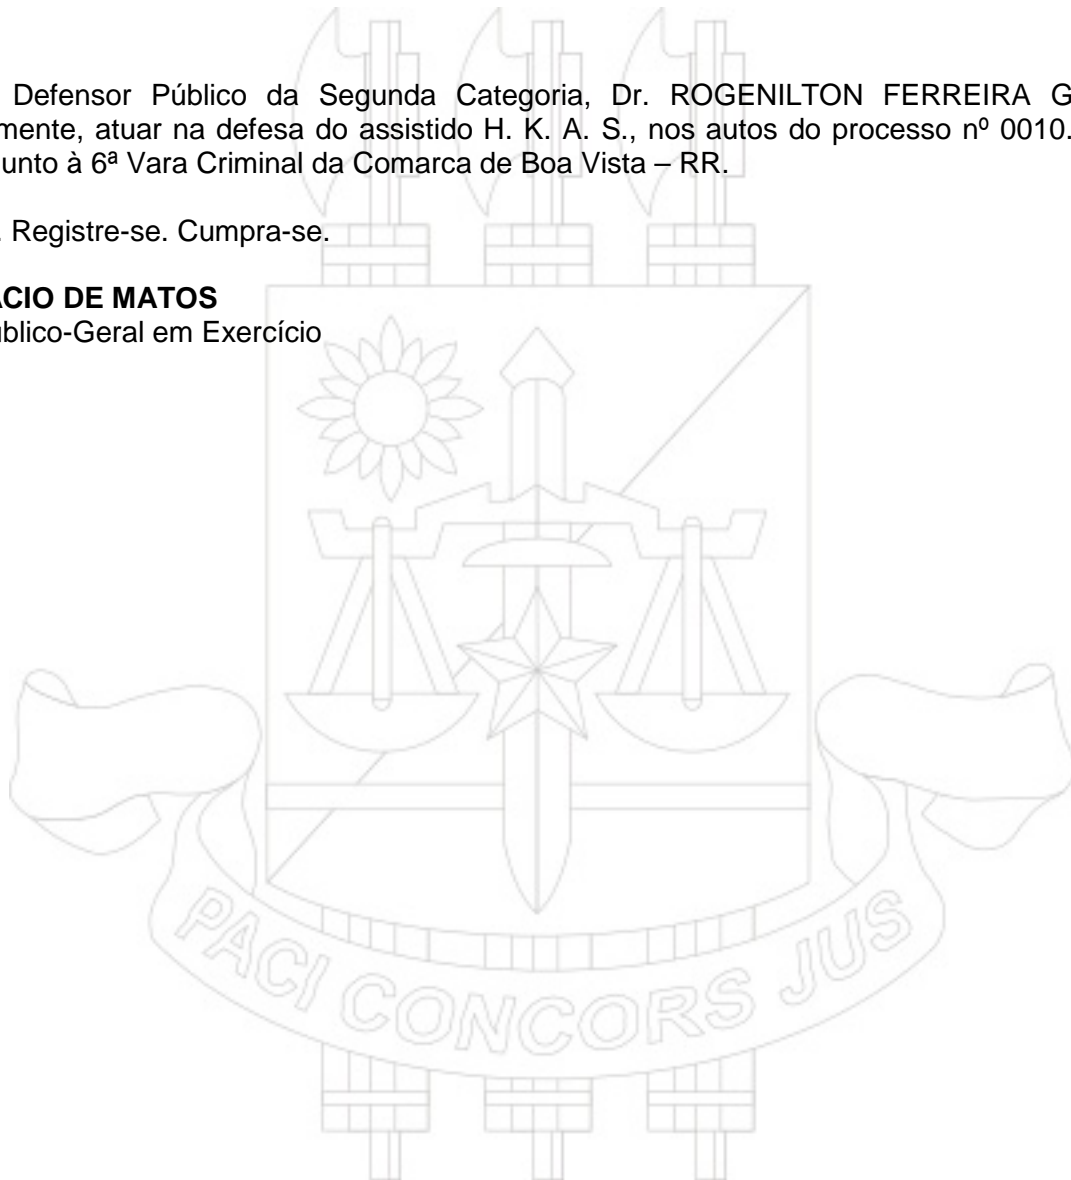 Defensor Público da Segunda Categoria, Dr. ROGENILTON FERREIRA G
mente, atuar na defesa do assistido H. K. A. S., nos autos do processo nº 0010.
unto à 6ª Vara Criminal da Comarca de Boa Vista – RR.
. Registre-se. Cumpra-se.
ÁCIO DE MATOS
úblico-Geral em Exercício
PACI CONCORS JUS